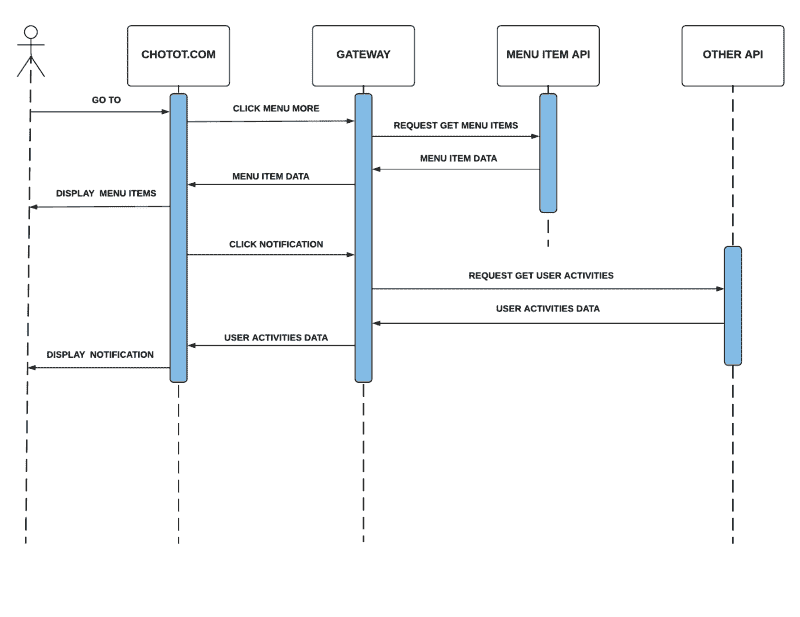 CHOTOT.COM
GATEWAY
MENU ITEM API
OTHER API
GO TO
CLICK MENU MORE
REQUEST GET MENU ITEMS
MENU ITEM DATA
MENU ITEM DATA
DISPLAY MENU ITEMS
CLICK NOTIFICATION
REQUEST GET USER ACTIVITIES
USER ACTIVITIES DATA
USER ACTIVITIES DATA
DISPLAY NOTIFICATION